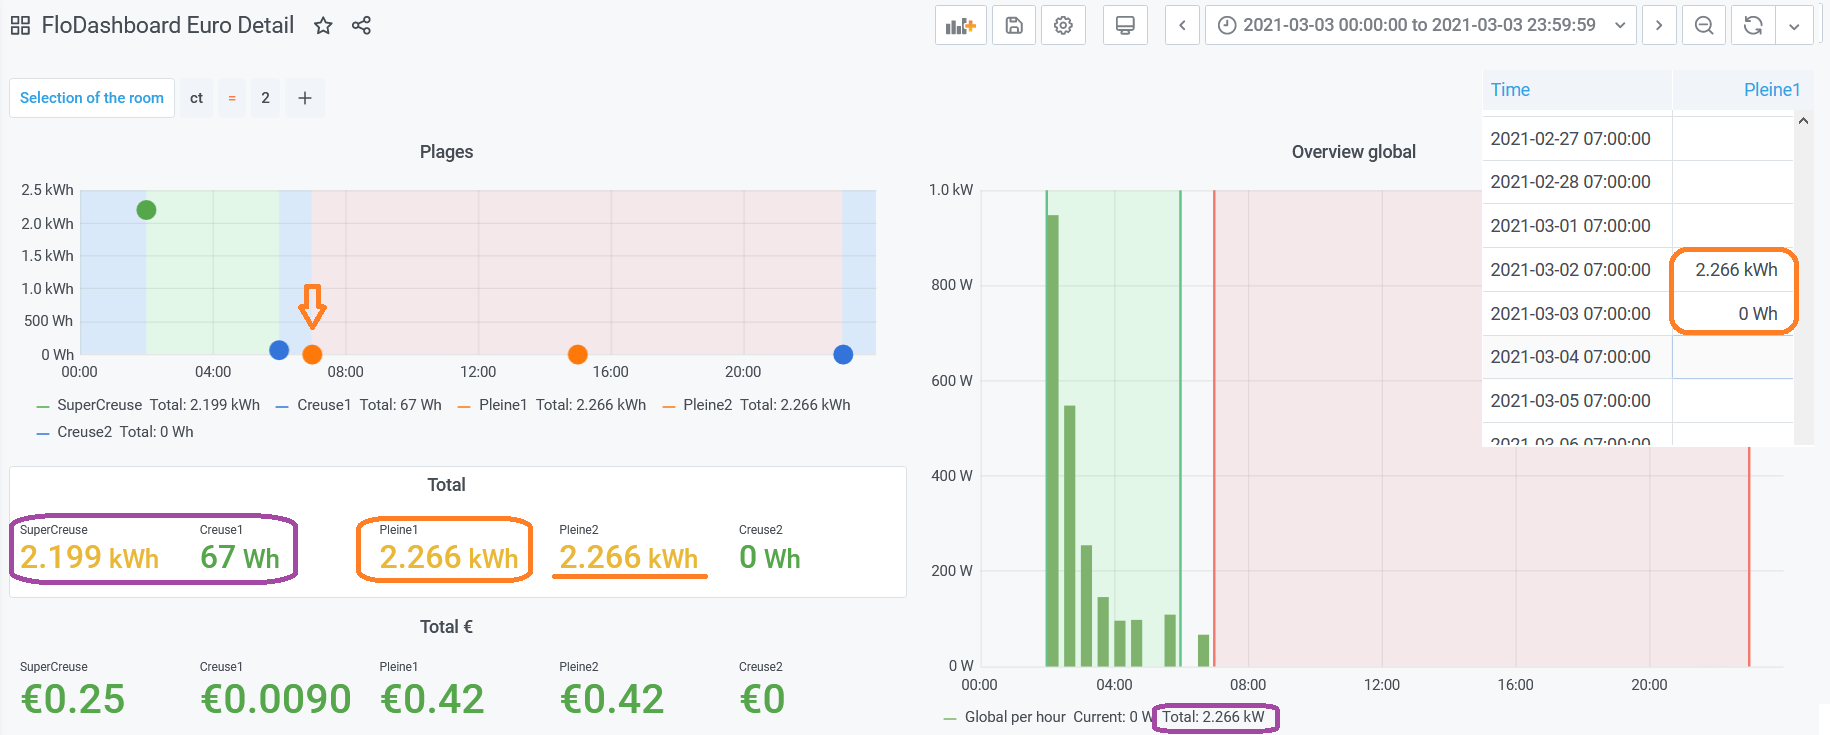 FloDashboard Euro Detail
2021-03-03 00:00:00 to 2021-03-03 23:59:59
Selection of the room ct = 2 +
Plages
2.5 kWh
2.0 kWh
1.5 kWh
1.0 kWh
500 Wh
0 Wh
00:00 04:00 08:00 12:00 16:00 20:00
SuperCreuse Total: 2.199 kWh Creuse1 Total: 67 Wh Pleine1 Total: 2.266 kWh Pleine2 Total: 2.266 kWh
Creuse2 Total: 0 Wh
Total
SuperCreuse Creuse1 Pleine1 Pleine2 Creuse2
2.199 kWh 67 Wh 2.266 kWh 2.266 kWh 0 Wh
Total €
SuperCreuse Creuse1 Pleine1 Pleine2 Creuse2
€0.25 €0.0090 €0.42 €0.42 €0
Overview global
1.0 kW
800 W
600 W
400 W
200 W
0 W
00:00 04:00 08:00 12:00 16:00 20:00
Global per hour Current: 0 W Total: 2.266 kW
Time Pleine1
2021-02-27 07:00:00
2021-02-28 07:00:00
2021-03-01 07:00:00
2021-03-02 07:00:00 2.266 kWh
2021-03-03 07:00:00 0 Wh
2021-03-04 07:00:00
2021-03-05 07:00:00
2021-03-06 07:00:00